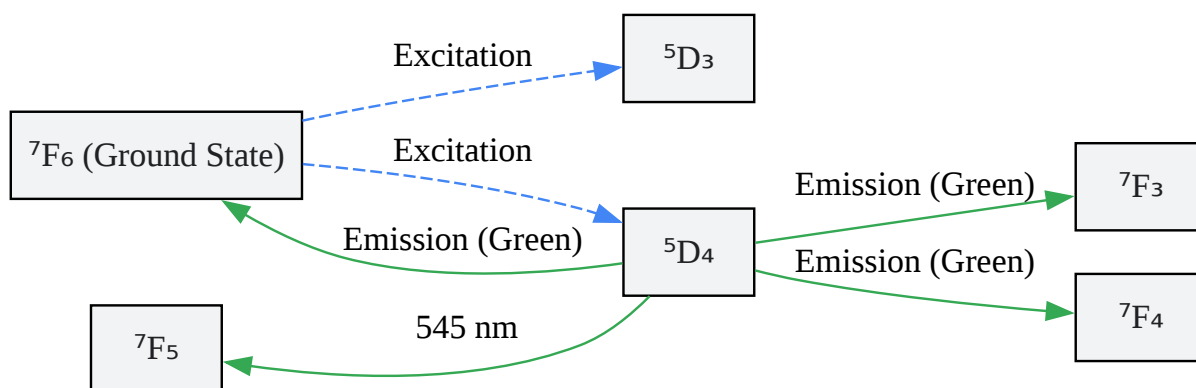 Excitation
⁵D₃
⁷F₆ (Ground State)
Excitation
Emission (Green)
⁷F₃
Emission (Green)
⁵D₄
Emission (Green)
⁷F₄
545 nm
⁷F₅